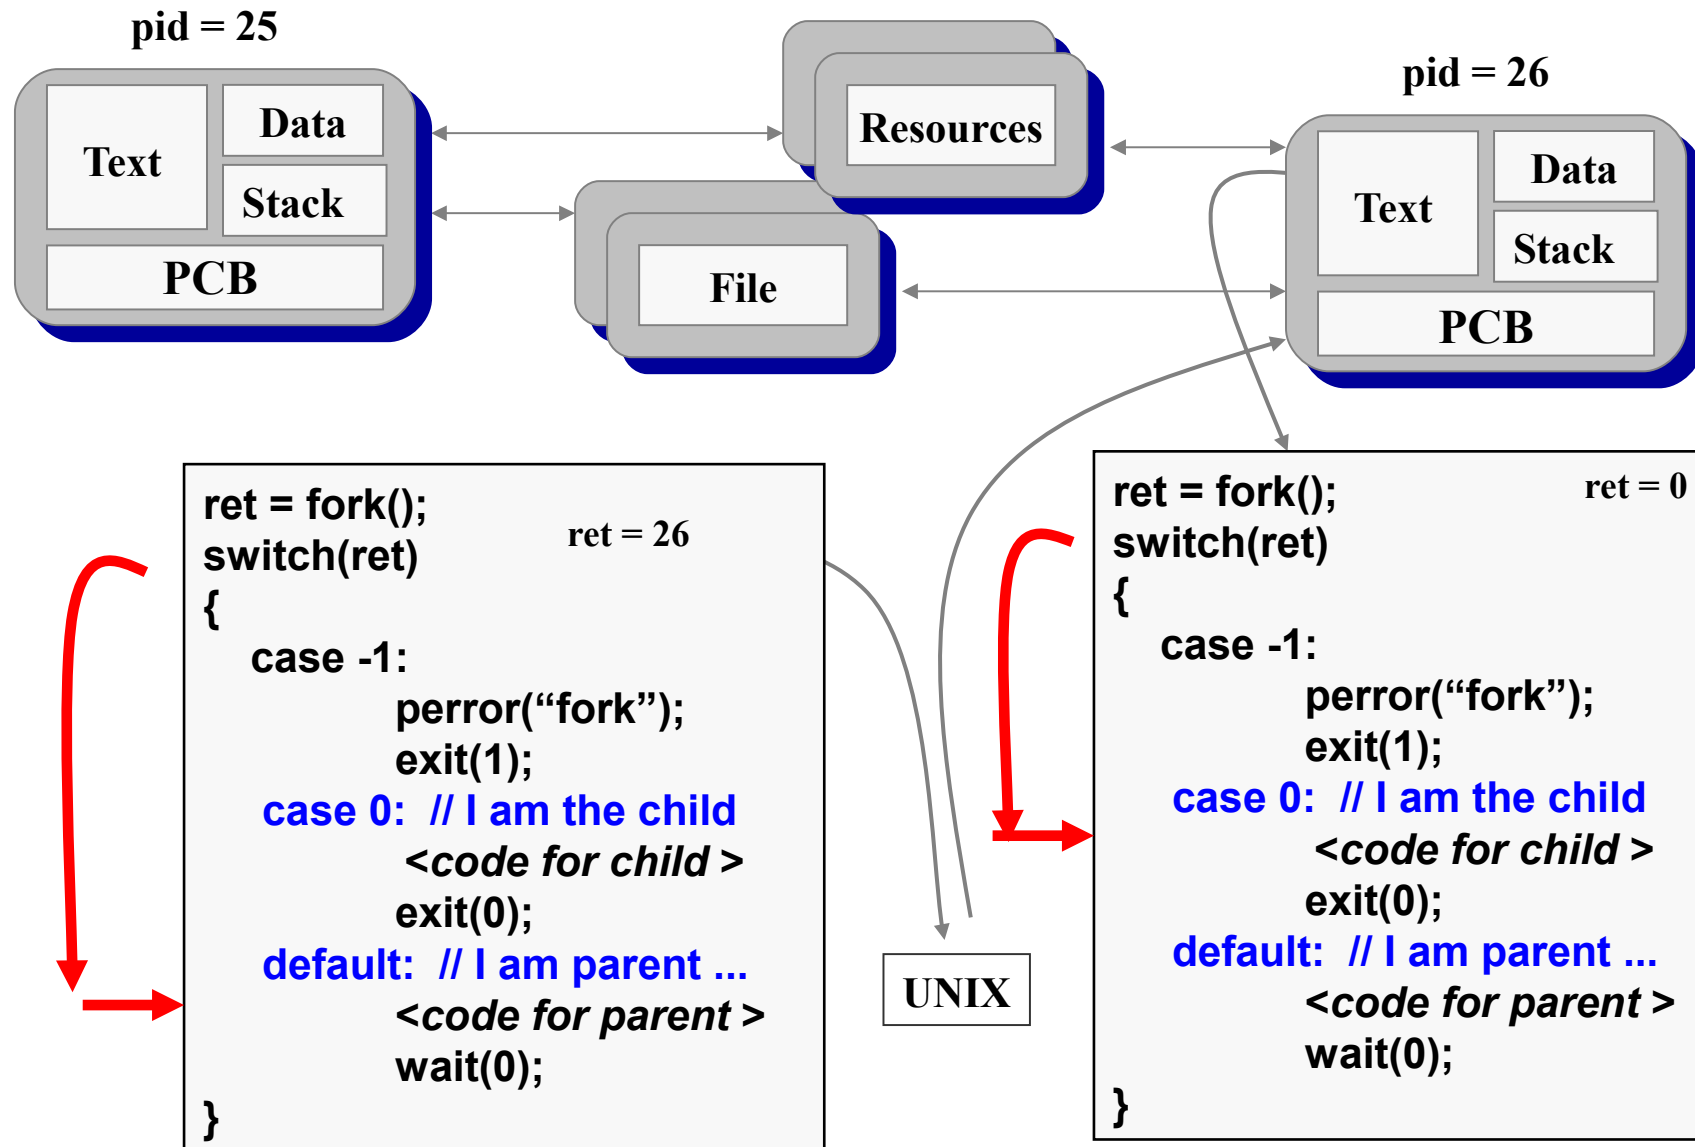 pid = 25
Text
Data
Stack
PCB
Resources
File
pid = 26
Text
Data
Stack
PCB
ret = fork();
ret = 26
switch(ret)
{
case -1:
perror(“fork”);
exit(1);
case 0:  // I am the child
<code for child >
exit(0);
default:  // I am parent ...
<code for parent >
wait(0);
}
UNIX
ret = fork();
ret = 0
switch(ret)
{
case -1:
perror(“fork”);
exit(1);
case 0:  // I am the child
<code for child >
exit(0);
default:  // I am parent ...
<code for parent >
wait(0);
}